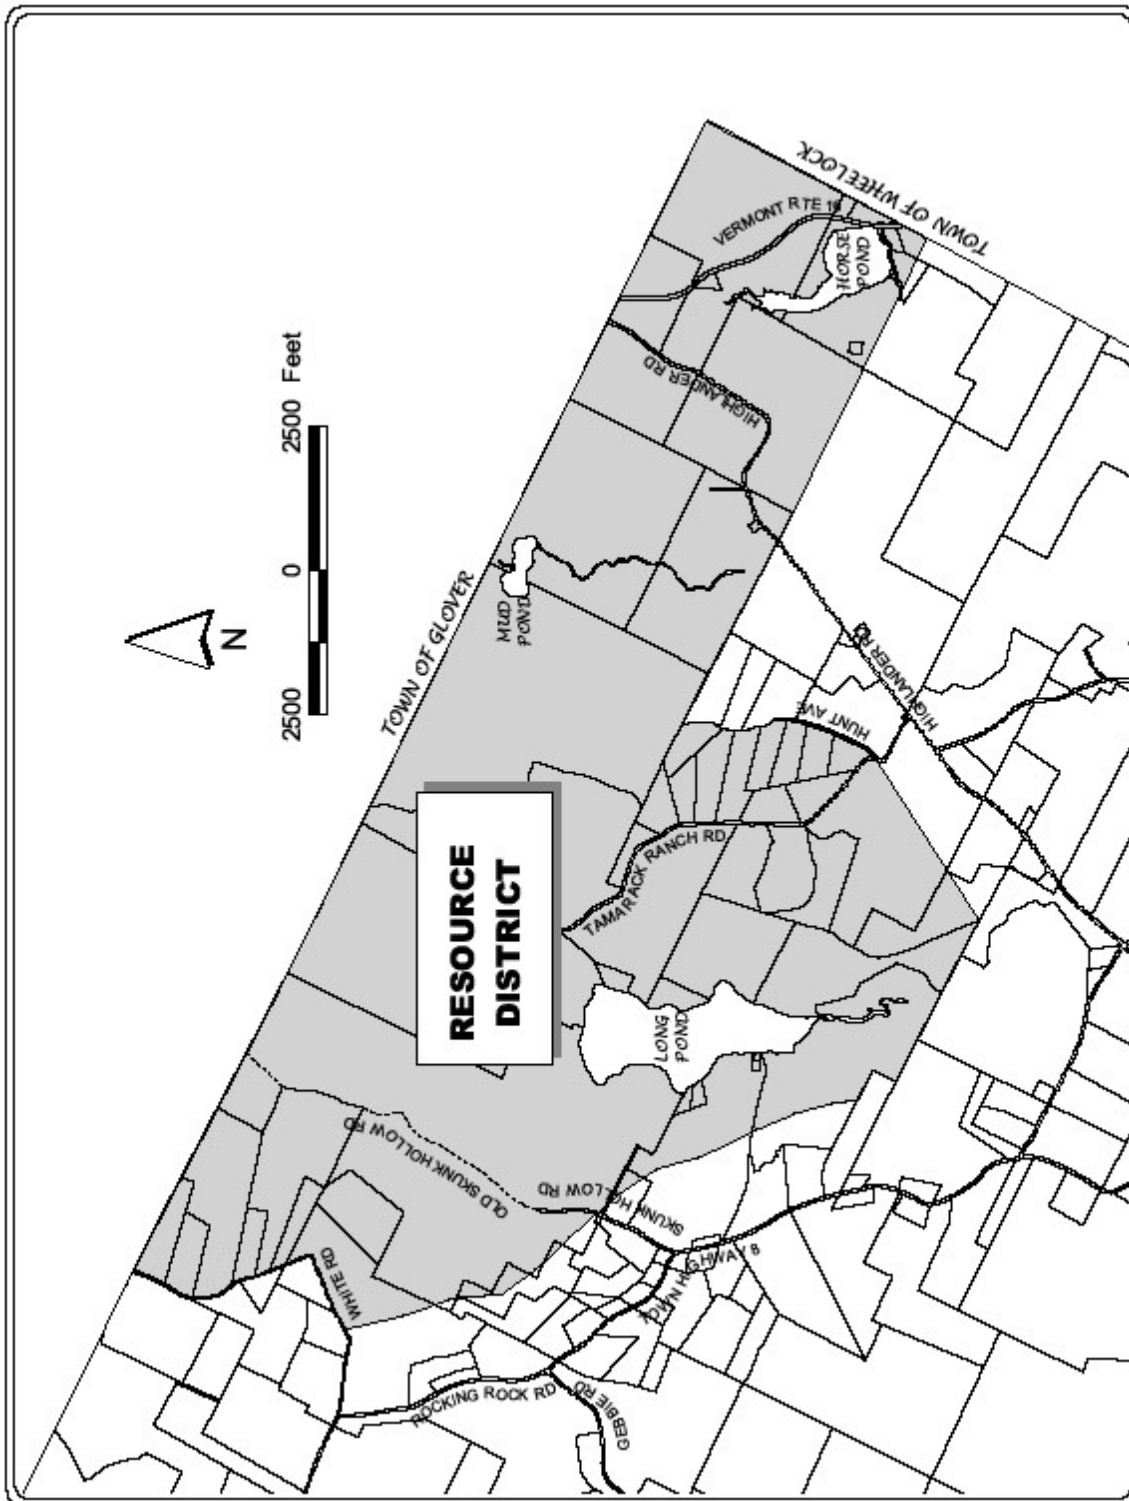 2500 0 2500 Feet
N
TOWN OF GLOVER
TOWN OF WHEELOCK
RESOURCE
DISTRICT
VERMONT RTE 16
HORSE
POND
HIGHLANDER RD
MUD
POND
HIGHLANDER RD
HUNT AVE
TAMARACK RANCH RD
LONG
POND
OLD SKUNK HOLLOW RD
SKUNK HOLLOW RD
WHITE RD
TOWN HIGHWAY 8
ROCKING ROCK RD
GEBBIE RD